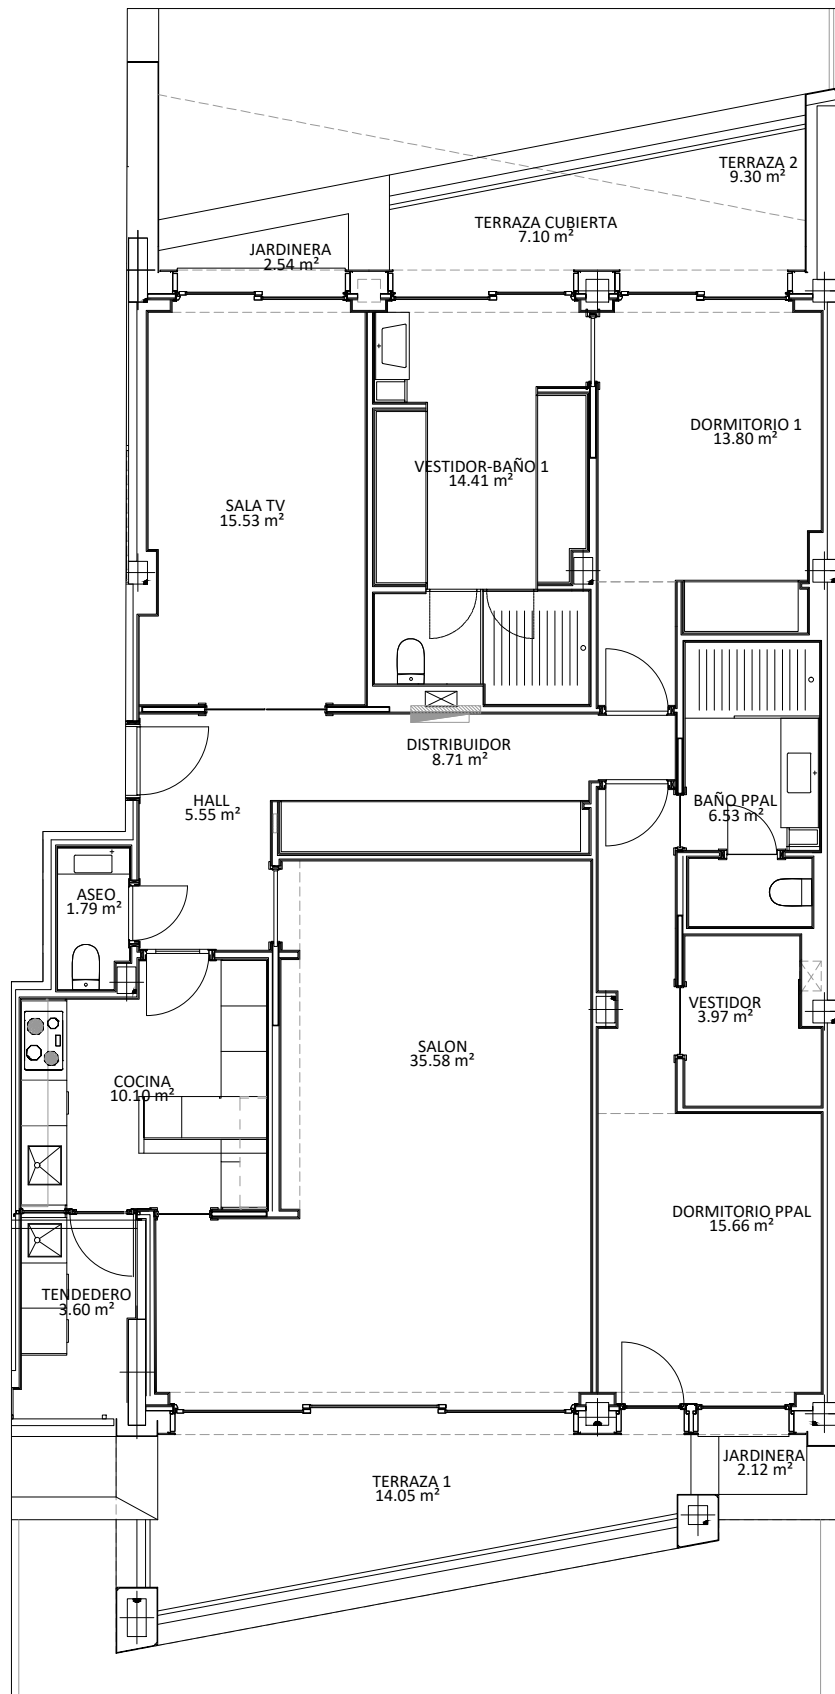 TERRAZA 2
9.30 m²
TERRAZA CUBIERTA
7.10 m²
JARDINERA
2.54 m²
DORMITORIO 1
13.80 m²
VESTIDOR-BAÑO 1
14.41 m²
SALA TV
15.53 m²
DISTRIBUIDOR
8.71 m²
HALL
5.55 m²
BAÑO PPAL
6.53 m²
ASEO
1.79 m²
VESTIDOR
3.97 m²
SALON
35.58 m²
COCINA
10.10 m²
DORMITORIO PPAL
15.66 m²
TENDEDERO
3.60 m²
JARDINERA
2.12 m²
TERRAZA 1
14.05 m²